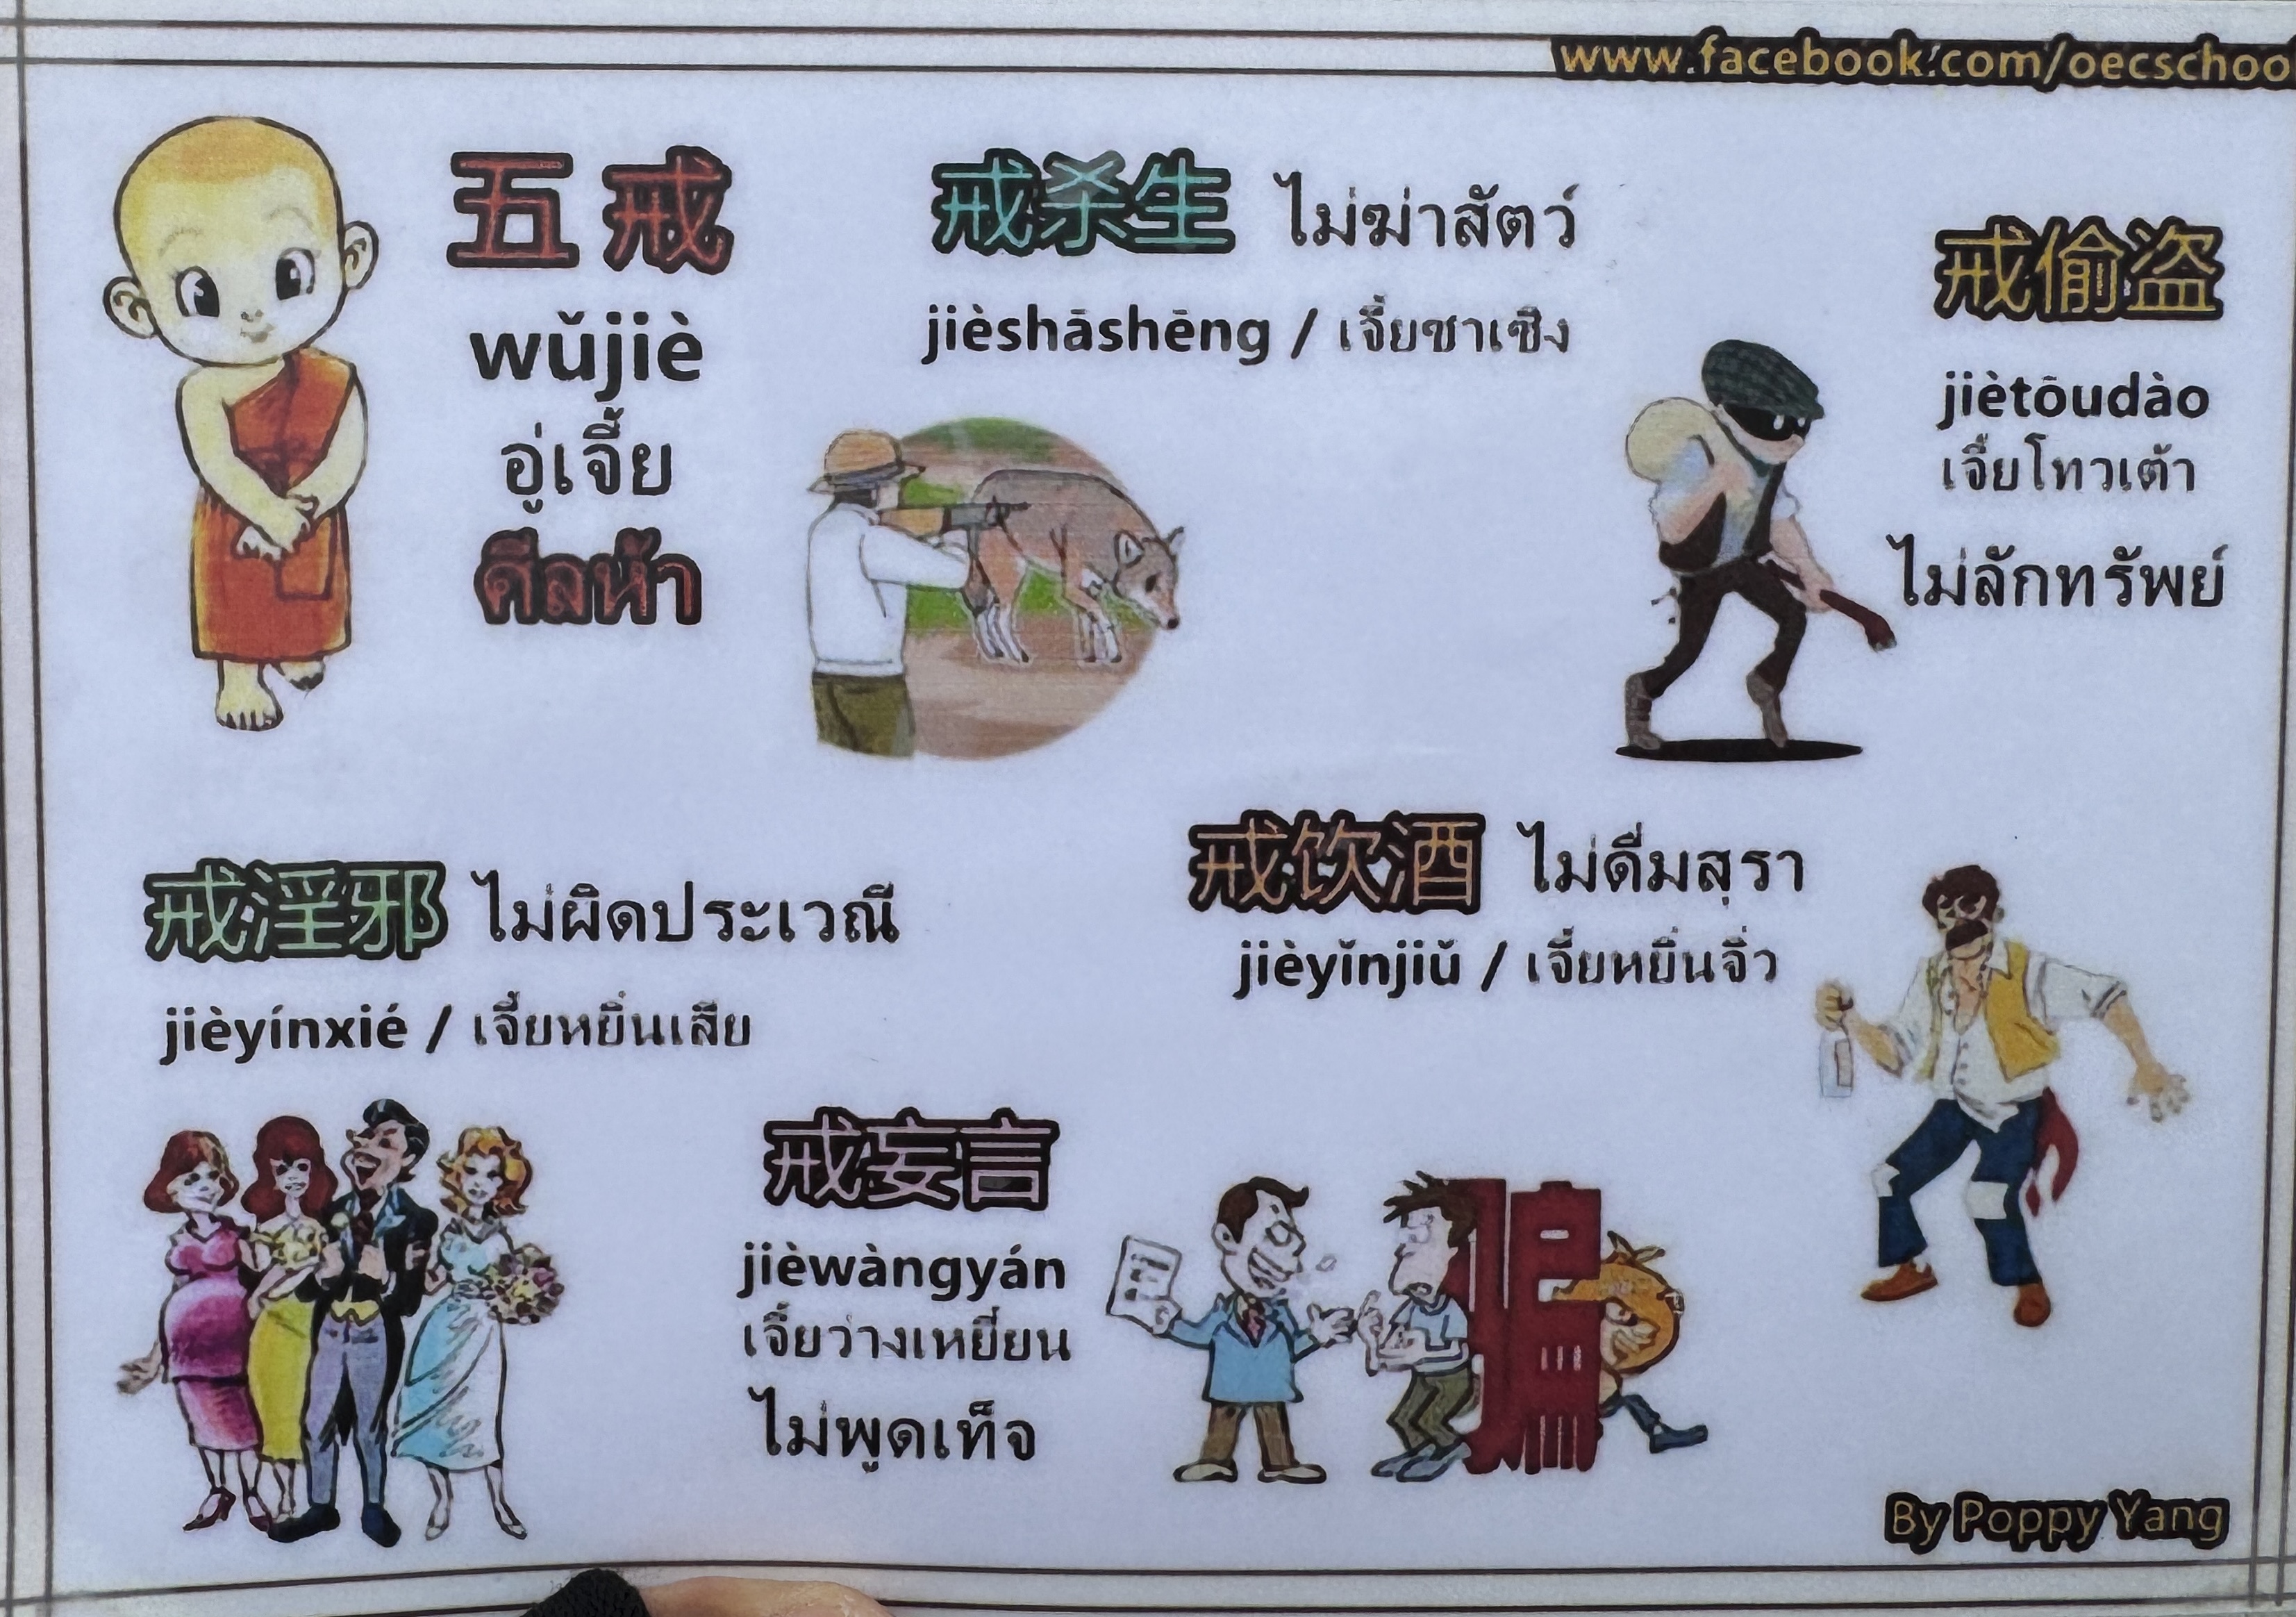 www.facebook.com/oecschoo
五戒
wǔjiè
อู่เจี้ย
ศีลห้า
戒杀生 ไม่ฆ่าสัตว์
jièshāshēng / เจี้ยซาเซิง
戒偷盗
jiètōudào
เจี้ยโทวเต้า
ไม่ลักทรัพย์
戒淫邪 ไม่ผิดประเวณี
jièyínxié / เจี้ยหยินเสีย
戒饮酒 ไม่ดื่มสุรา
jièyǐnjiǔ / เจี้ยหยิ่นจิ่ว
戒妄言
jièwàngyán
เจี้ยว่างเหยียน
ไม่พูดเท็จ
骗
By Poppy Yang